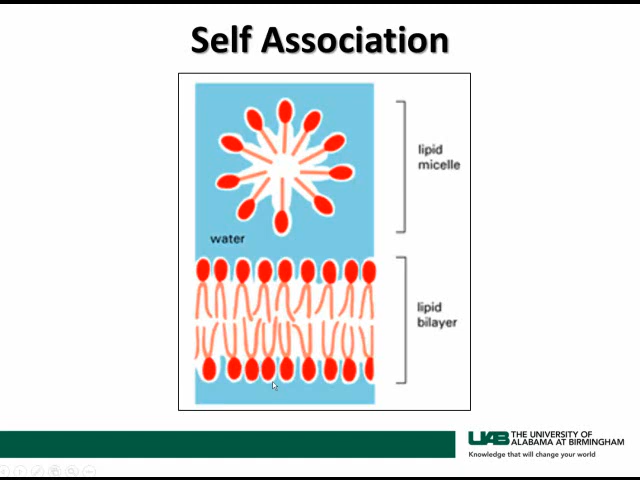 Self Association
lipid
micelle
water
lipid
bilayer
UAB THE UNIVERSITY OF
ALABAMA AT BIRMINGHAM
Knowledge that will change your world